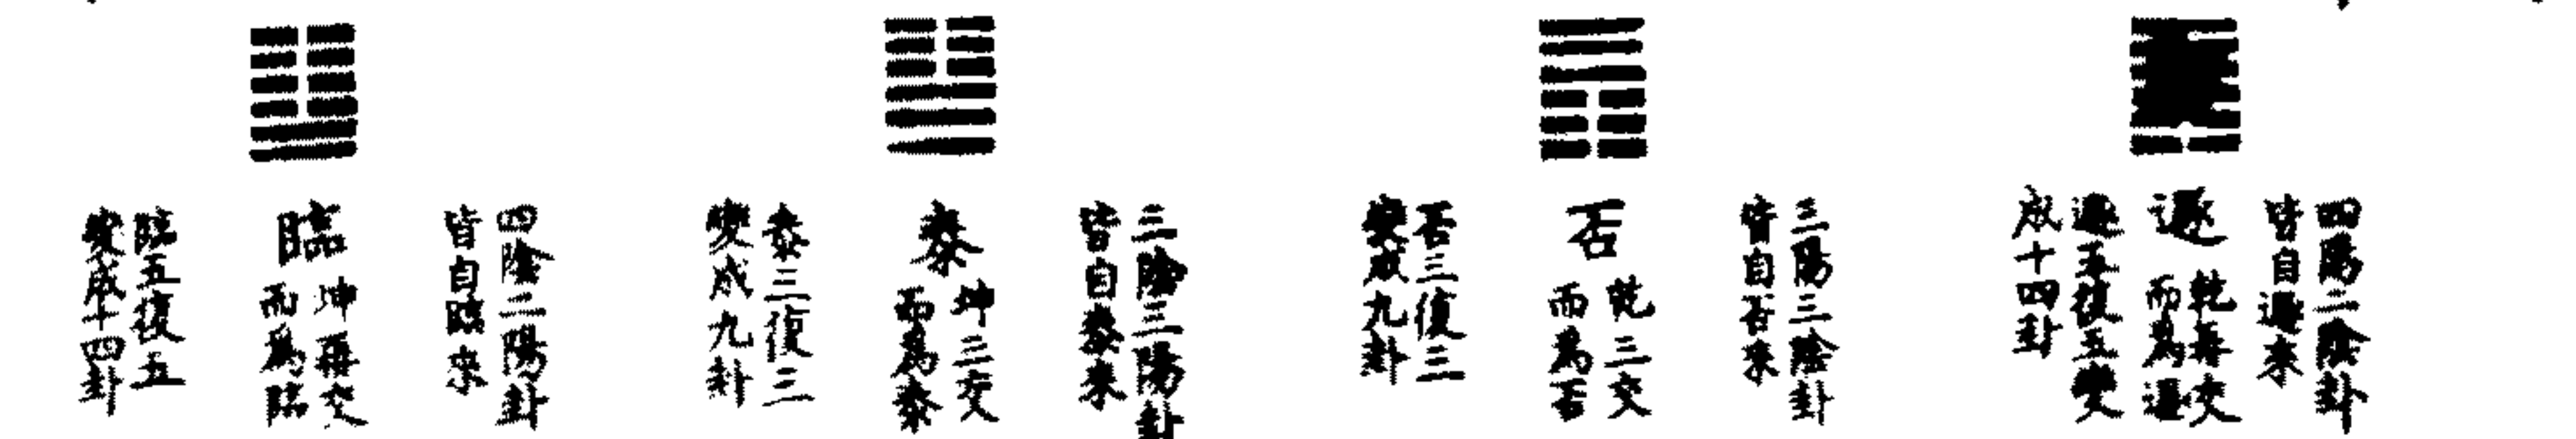 四陽二陰卦
皆自遯來
遯
乾再交
而爲遯
遯五復五變
成十四卦
三陽三陰卦
皆自否來
否
乾三交
而爲否
否三復三
變成九卦
三陰三陽卦
皆自泰來
泰
坤三交
而爲泰
泰三復三
變成九卦
四陰二陽卦
皆自臨來
臨
坤再交
而爲臨
臨五復五
變成十四卦